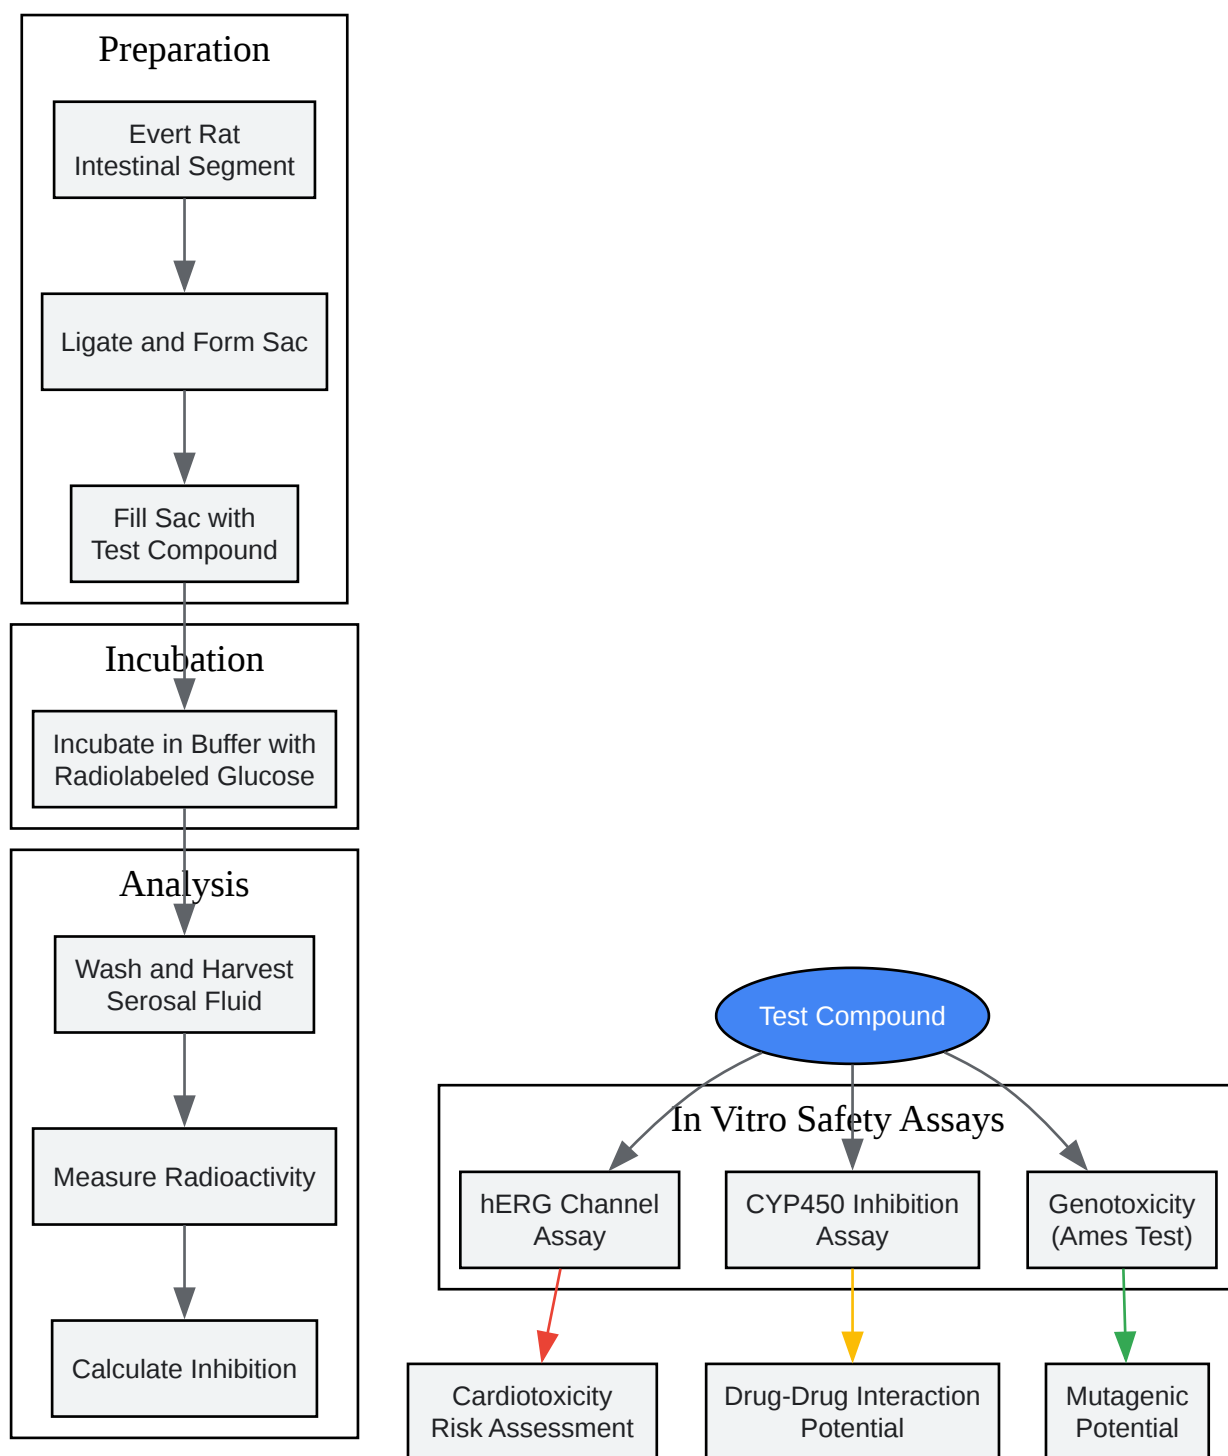 Preparation
Evert Rat
Intestinal Segment
Ligate and Form Sac
Fill Sac with
Test Compound
Incubation
Incubate in Buffer with
Radiolabeled Glucose
Analysis
Wash and Harvest
Serosal Fluid
Measure Radioactivity
Calculate Inhibition
Test Compound
In Vitro Safety Assays
hERG Channel
Assay
CYP450 Inhibition
Assay
Genotoxicity
(Ames Test)
Cardiotoxicity
Risk Assessment
Drug-Drug Interaction
Potential
Mutagenic
Potential